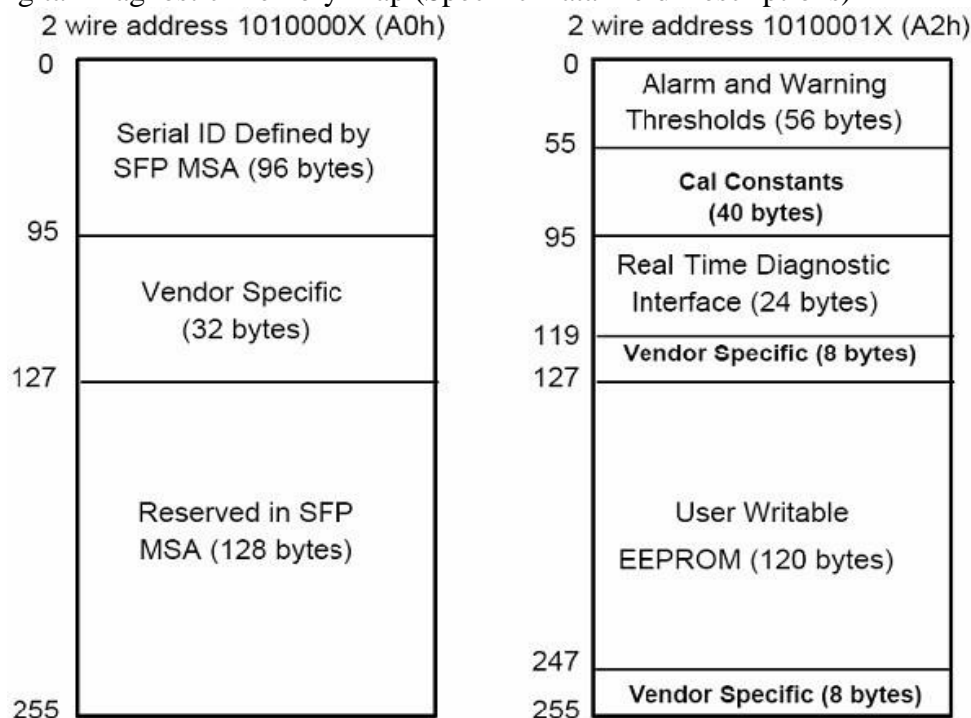 2 wire address 1010000X (A0h)
0
Serial ID Defined by
SFP MSA (96 bytes)
95
Vendor Specific
(32 bytes)
127
Reserved in SFP
MSA (128 bytes)
255
2 wire address 1010001X (A2h)
0
Alarm and Warning
Thresholds (56 bytes)
55
Cal Constants
(40 bytes)
95
Real Time Diagnostic
Interface (24 bytes)
119
Vendor Specific (8 bytes)
127
User Writable
EEPROM (120 bytes)
247
Vendor Specific (8 bytes)
255